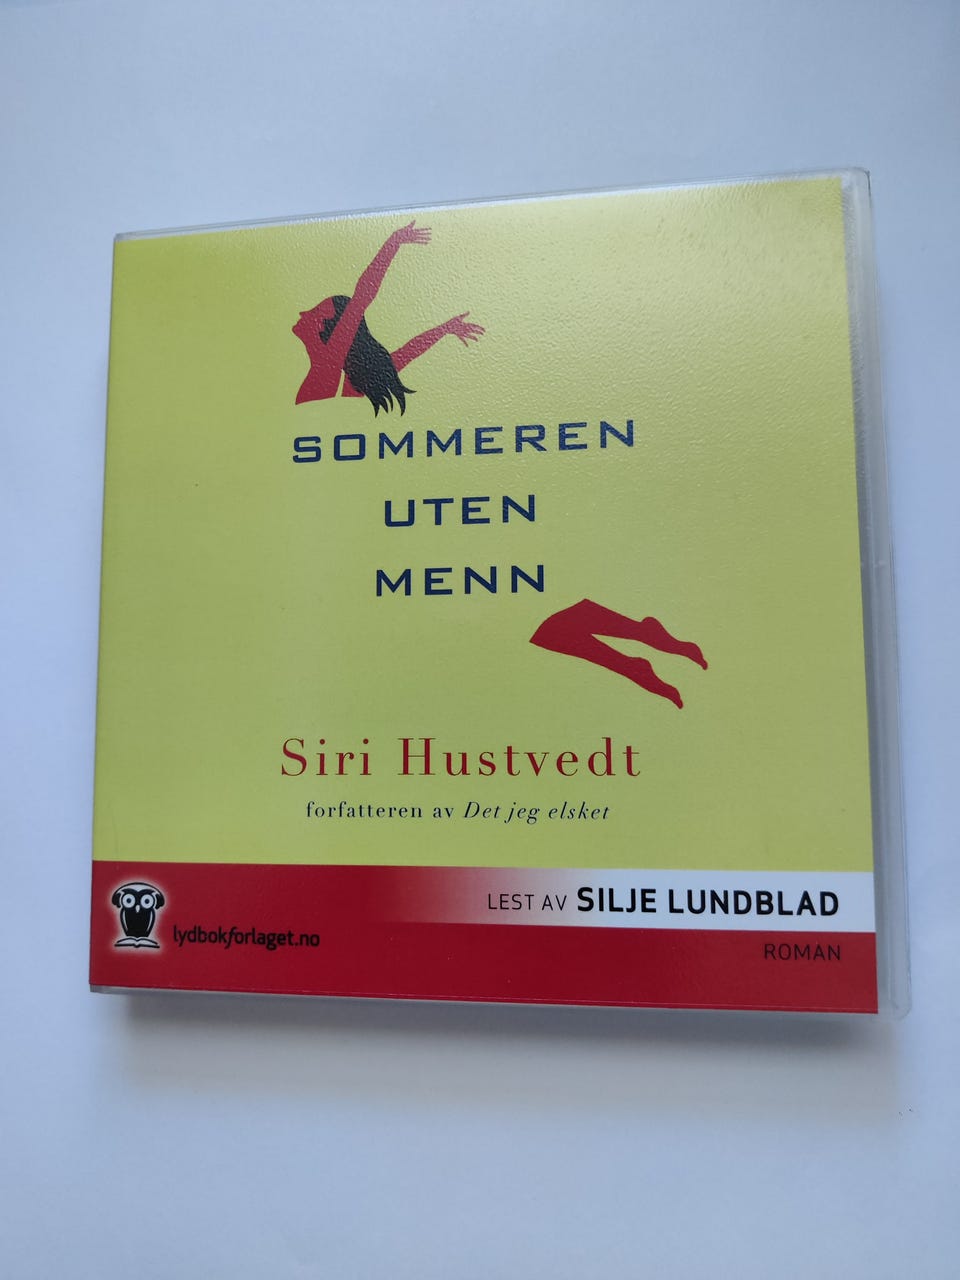 SOMMEREN
UTEN
MENN
Siri Hustvedt
forfatteren av Det jeg elsket
LEST AV SILJE LUNDBLAD
lydbokforlaget.no
ROMAN